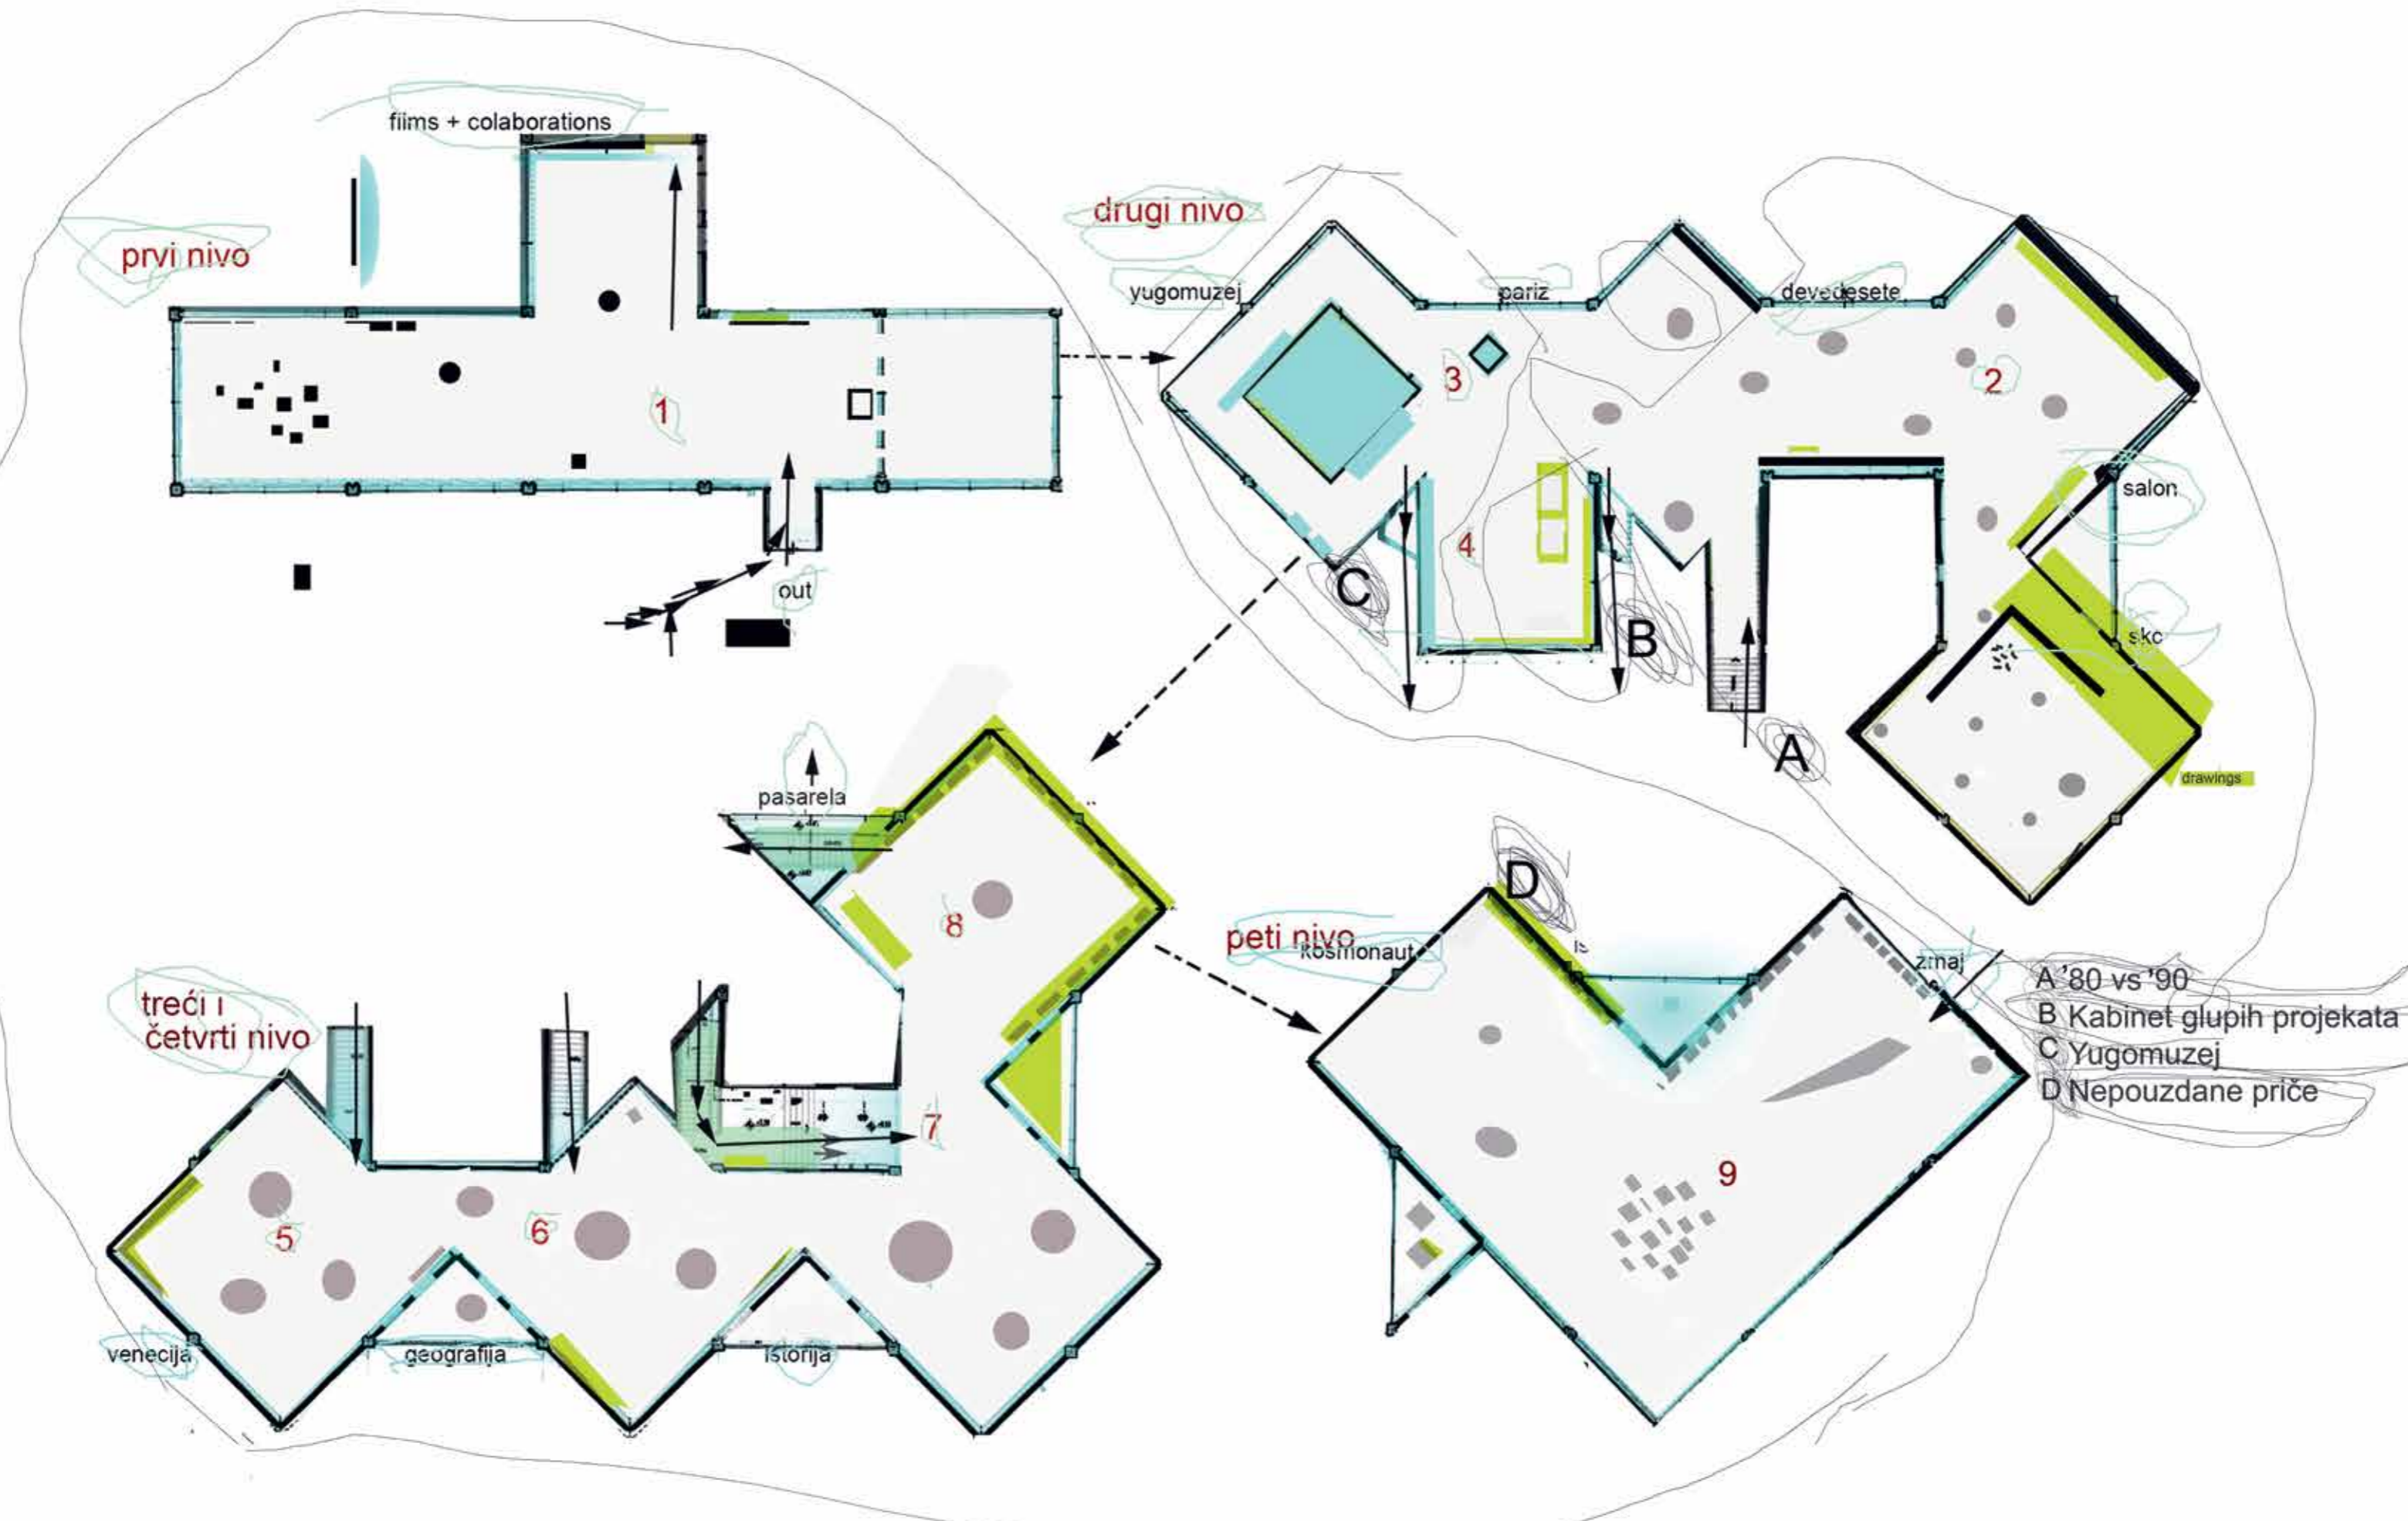 films + colaborations
prvi nivo
1
out
drugi nivo
yugomuzej
pariz
devedesete
3
2
4
salon
skc
C
B
A
drawings
pasarela
8
treći i
četvrti nivo
7
5
6
venecija
geografija
istorija
D
peti nivo
kosmonaut
zmaj
9
A '80 vs '90
B Kabinet glupih projekata
C Yugomuzej
D Nepouzdane priče